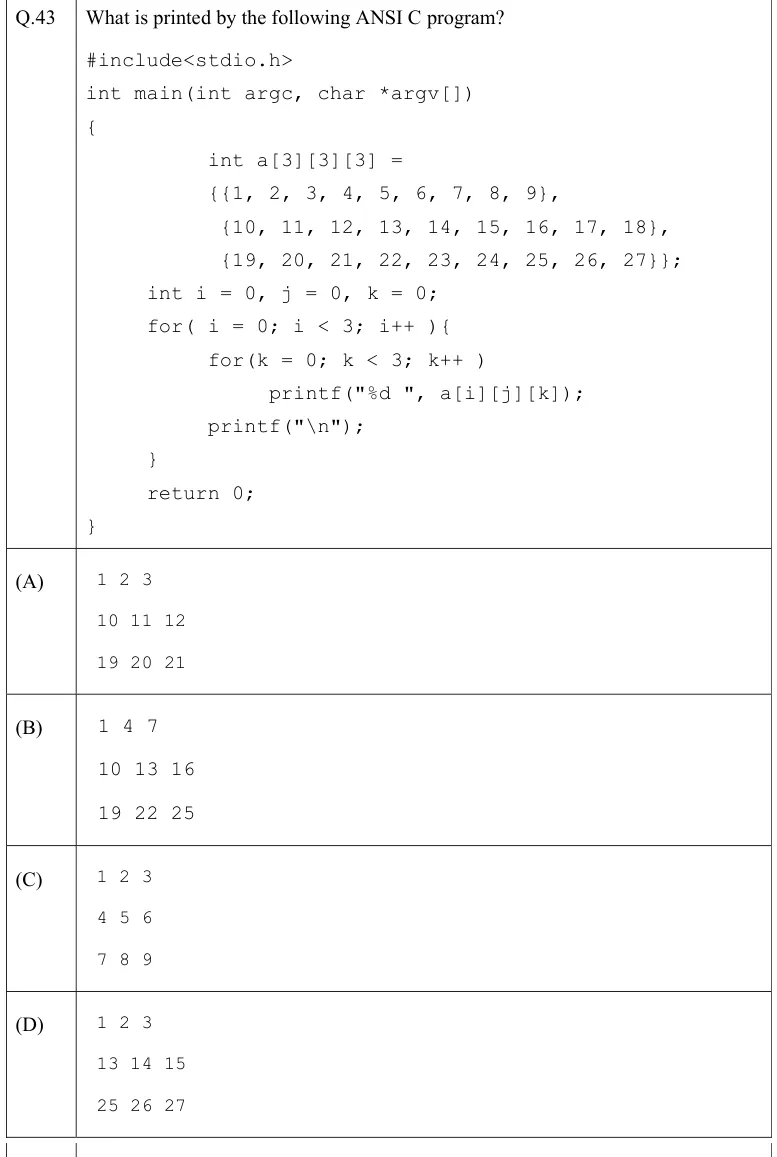 Q.43 What is printed by the following ANSI C program?
#include<stdio.h>
int main(int argc, char *argv[])
{
int a[3][3][3] =
{{1, 2, 3, 4, 5, 6, 7, 8, 9},
{10, 11, 12, 13, 14, 15, 16, 17, 18},
{19, 20, 21, 22, 23, 24, 25, 26, 27}};
int i = 0, j = 0, k = 0;
for( i = 0; i < 3; i++ ){
for(k = 0; k < 3; k++ )
printf("%d ", a[i][j][k]);
printf("\n");
}
return 0;
}
(A) 1 2 3
10 11 12
19 20 21
(B) 1 4 7
10 13 16
19 22 25
(C) 1 2 3
4 5 6
7 8 9
(D) 1 2 3
13 14 15
25 26 27